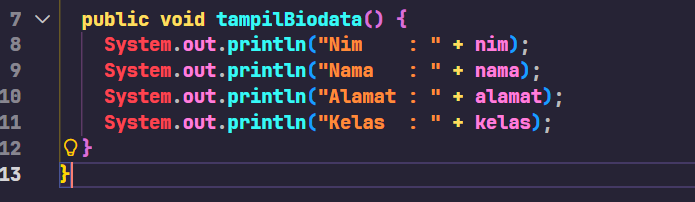 7 public void tampilBiodata() {
8 System.out.println("Nim    : " + nim);
9 System.out.println("Nama   : " + nama);
10 System.out.println("Alamat : " + alamat);
11 System.out.println("Kelas  : " + kelas);
12 }
13 }